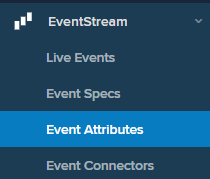 EventStream
Live Events
Event Specs
Event Attributes
Event Connectors